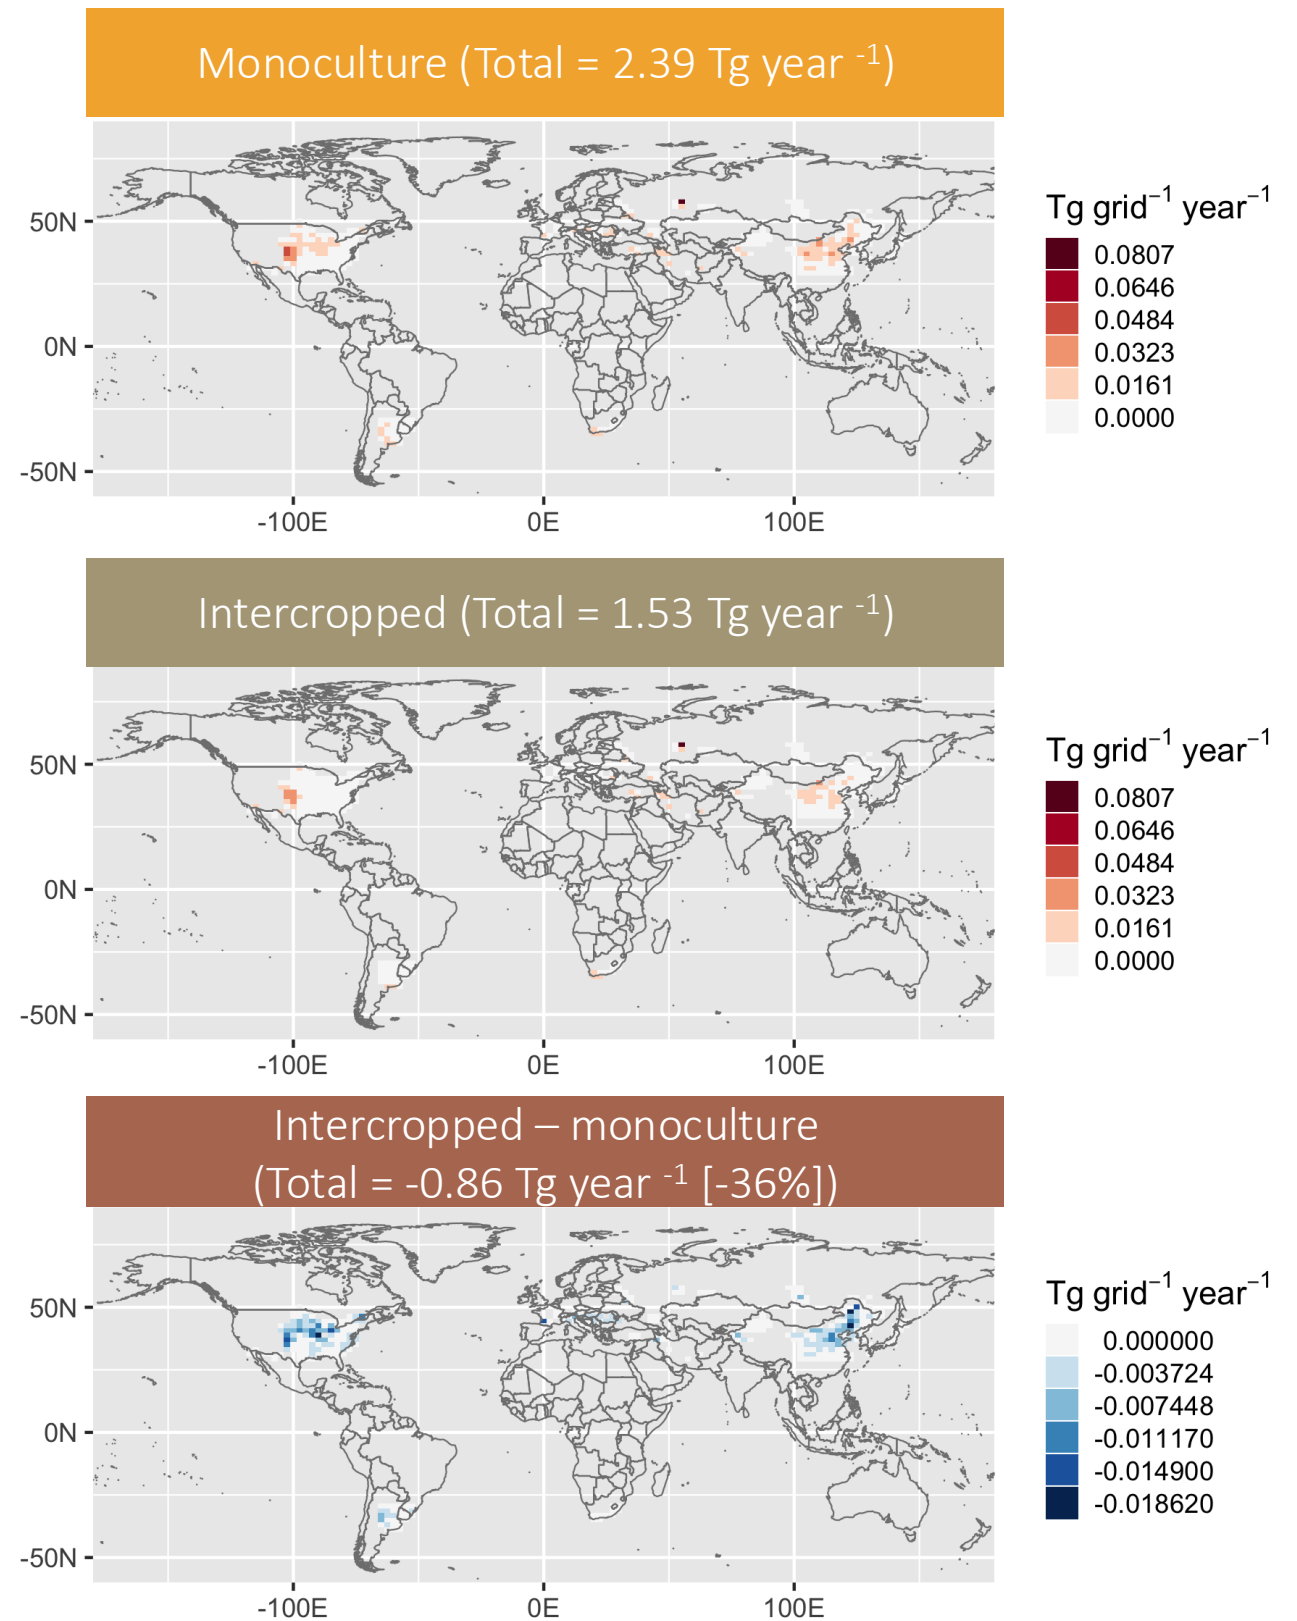 Monoculture (Total = 2.39 Tg year ⁻¹)
50N
0N
-50N
-100E 0E 100E
Tg grid⁻¹ year⁻¹
0.0807
0.0646
0.0484
0.0323
0.0161
0.0000
Intercropped (Total = 1.53 Tg year ⁻¹)
50N
0N
-50N
-100E 0E 100E
Tg grid⁻¹ year⁻¹
0.0807
0.0646
0.0484
0.0323
0.0161
0.0000
Intercropped – monoculture
(Total = -0.86 Tg year ⁻¹ [-36%])
50N
0N
-50N
-100E 0E 100E
Tg grid⁻¹ year⁻¹
0.000000
-0.003724
-0.007448
-0.011170
-0.014900
-0.018620